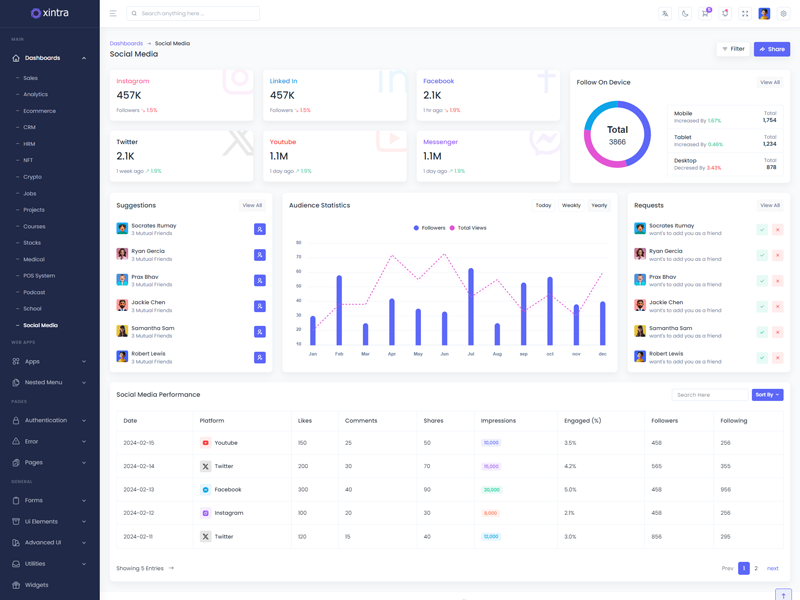 xintra
Search anything here ...
5
MAIN
Dashboards
Sales
Analytics
Ecommerce
CRM
HRM
NFT
Crypto
Jobs
Projects
Courses
Stocks
Medical
POS System
Podcast
School
Social Media
WEB APPS
Apps
Nested Menu
PAGES
Authentication
Error
Pages
GENERAL
Forms
Ui Elements
Advanced UI
Utilities
Widgets
Dashboards → Social Media
Social Media
Filter
Share
Instagram
457K
Followers ↘ 1.5%
Linked In
457K
Followers ↘ 1.5%
Facebook
2.1K
1 hr ago ↘ 1.9%
Twitter
2.1K
1 week ago ↗ 1.9%
Youtube
1.1M
1 day ago ↗ 1.9%
Messenger
1.1M
1 day ago ↗ 1.9%
Follow On Device
View All
Total
3866
Mobile Total
Increased By 1.67% 1,754
Tablet Total
Increased By 0.46% 1,234
Desktop Total
Decresed By 3.43% 878
Suggestions
View All
Socrates Itumay
3 Mutual Friends
Ryan Gercia
3 Mutual Friends
Prax Bhav
3 Mutual Friends
Jackie Chen
3 Mutual Friends
Samantha Sam
3 Mutual Friends
Robert Lewis
3 Mutual Friends
Audience Statistics
Today Weakly Yearly
Followers Total Views
80
70
60
50
40
30
20
10
Jan Feb Mar Apr May Jun Jul Aug sep oct nov dec
Requests
View All
Socrates Itumay
want's to add you as a friend
Ryan Gercia
want's to add you as a friend
Prax Bhav
want's to add you as a friend
Jackie Chen
want's to add you as a friend
Samantha Sam
want's to add you as a friend
Robert Lewis
want's to add you as a friend
Social Media Performance
Search Here
Sort By
Date Platform Likes Comments Shares Impressions Engaged (%) Followers Following
2024-02-15 Youtube 150 25 50 10,000 3.5% 458 256
2024-02-14 Twitter 200 30 70 15,000 4.2% 565 355
2024-02-13 Facebook 300 40 90 20,000 5.0% 458 956
2024-02-12 Instagram 100 20 30 8,000 2.1% 458 256
2024-02-11 Twitter 120 15 40 12,000 3.0% 856 295
Showing 5 Entries →
Prev 1 2 next